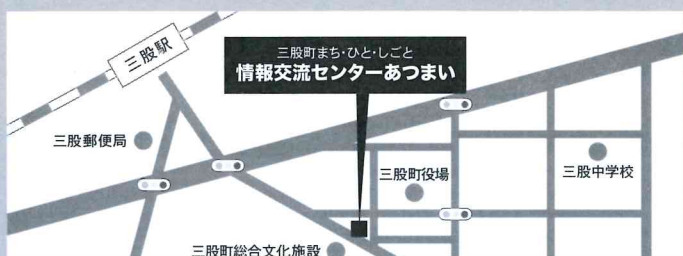 三股駅
三股町まち・ひと・しごと
情報交流センターあつまい
三股郵便局
三股町役場
三股中学校
三股町総合文化施設